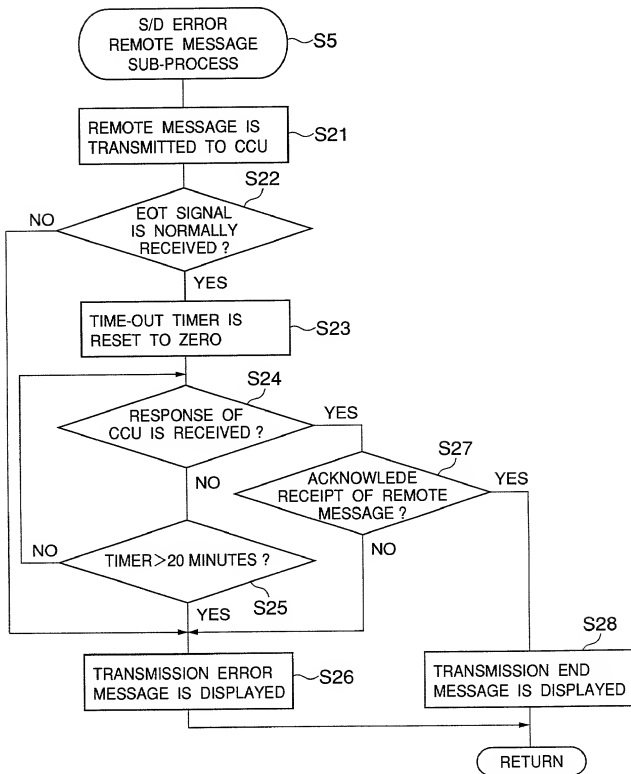 S/D ERROR
REMOTE MESSAGE
SUB-PROCESS
S5
REMOTE MESSAGE IS
TRANSMITTED TO CCU
S21
S22
NO
EOT SIGNAL
IS NORMALLY
RECEIVED ?
YES
TIME-OUT TIMER IS
RESET TO ZERO
S23
S24
RESPONSE OF
CCU IS RECEIVED ?
YES
NO
S27
ACKNOWLEDE
RECEIPT OF REMOTE
MESSAGE ?
YES
NO
NO
TIMER>20 MINUTES ?
S25
YES
TRANSMISSION ERROR
MESSAGE IS DISPLAYED
S26
S28
TRANSMISSION END
MESSAGE IS DISPLAYED
RETURN